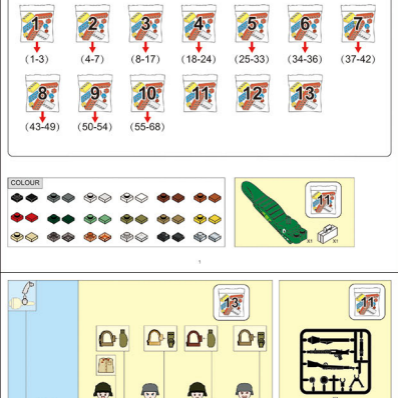 1 2 3 4 5 6 7
(1-3) (4-7) (8-17) (18-24) (25-33) (34-36) (37-42)
8 9 10 11 12 13
(43-49) (50-54) (55-68)
COLOUR
11
X1 X1
1
13
11